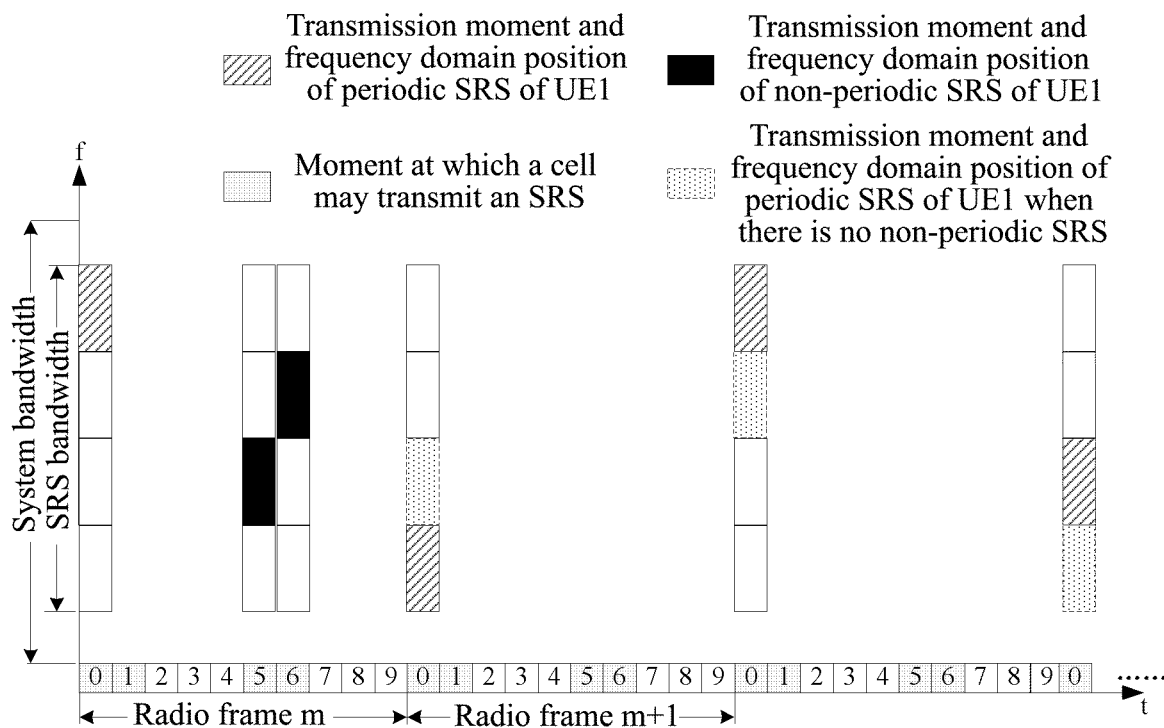 Transmission moment and
frequency domain position
of periodic SRS of UE1
Transmission moment and
frequency domain position
of non-periodic SRS of UE1
Moment at which a cell
may transmit an SRS
Transmission moment and
frequency domain position of
periodic SRS of UE1 when
there is no non-periodic SRS
f
System bandwidth
SRS bandwidth
0 1 2 3 4 5 6 7 8 9 0 1 2 3 4 5 6 7 8 9 0 1 2 3 4 5 6 7 8 9 0 ......
t
Radio frame m
Radio frame m+1